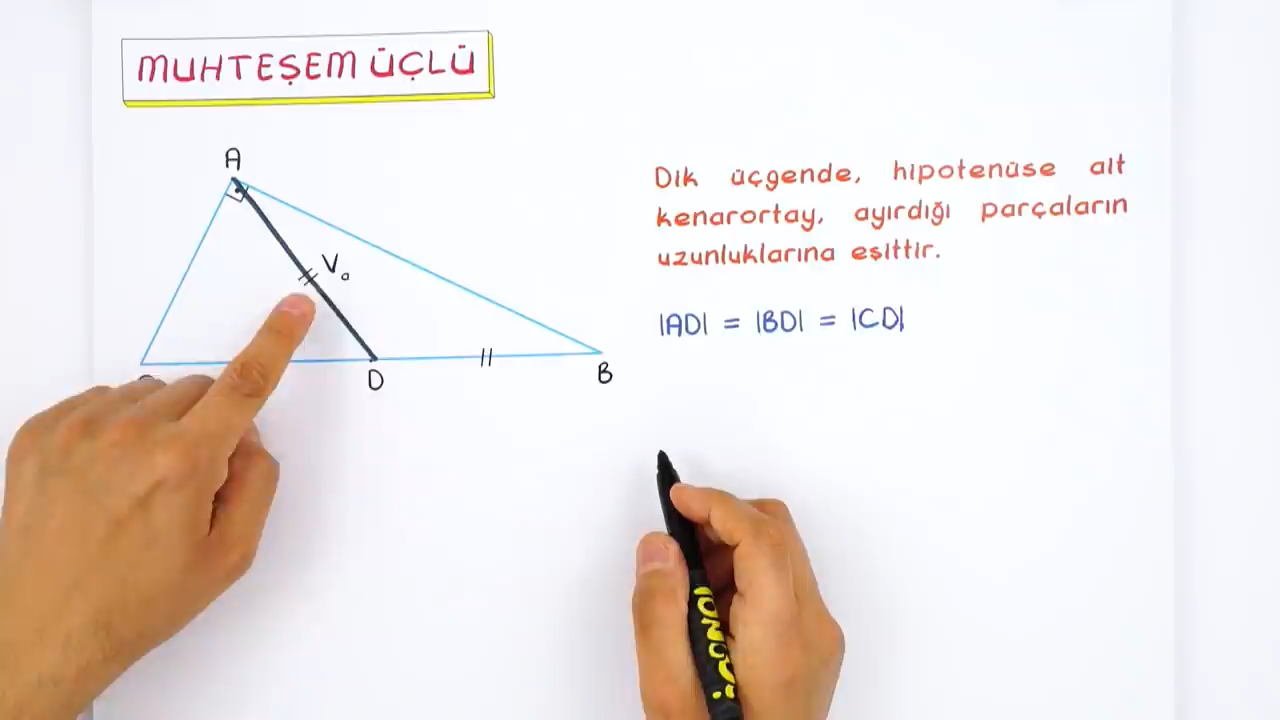 MUHTEŞEM ÜÇLÜ
A
Va
D
B
Dik üçgende, hipotenüse ait
kenarortay, ayırdığı parçaların
uzunluklarına eşittir.
|AD| = |BD| = |CD|